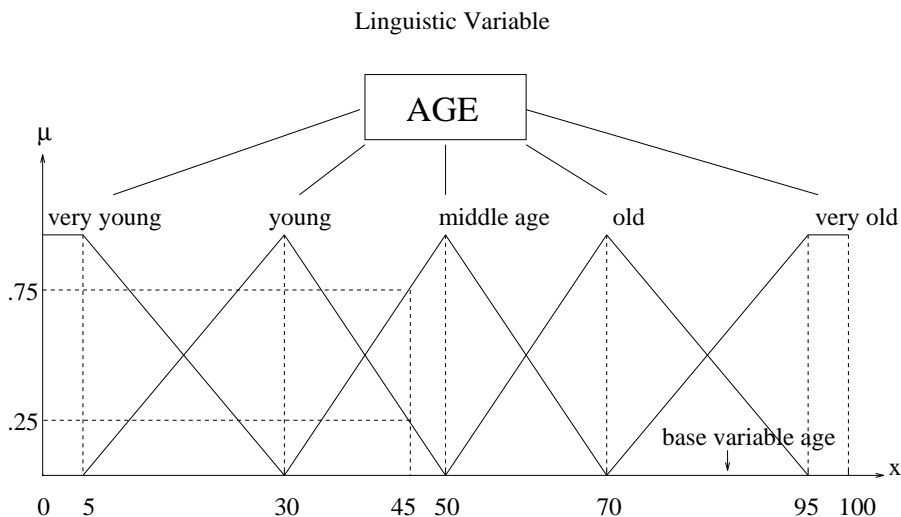 Linguistic Variable
AGE
μ
very young young middle age old very old
.75
.25
base variable age
x
0 5 30 45 50 70 95 100